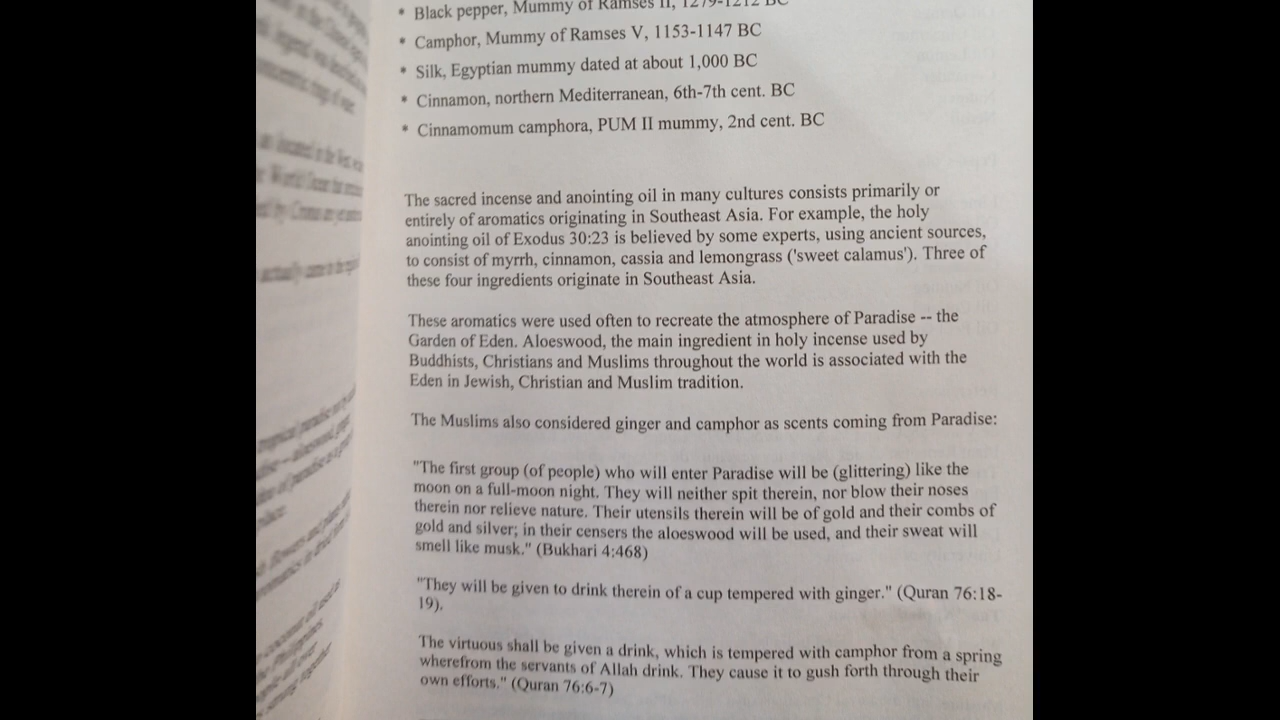 * Black pepper, Mummy of Ramses II, 1279-1212 BC
* Camphor, Mummy of Ramses V, 1153-1147 BC
* Silk, Egyptian mummy dated at about 1,000 BC
* Cinnamon, northern Mediterranean, 6th-7th cent. BC
* Cinnamomum camphora, PUM II mummy, 2nd cent. BC
The sacred incense and anointing oil in many cultures consists primarily or
entirely of aromatics originating in Southeast Asia. For example, the holy
anointing oil of Exodus 30:23 is believed by some experts, using ancient sources,
to consist of myrrh, cinnamon, cassia and lemongrass ('sweet calamus'). Three of
these four ingredients originate in Southeast Asia.
These aromatics were used often to recreate the atmosphere of Paradise -- the
Garden of Eden. Aloeswood, the main ingredient in holy incense used by
Buddhists, Christians and Muslims throughout the world is associated with the
Eden in Jewish, Christian and Muslim tradition.
The Muslims also considered ginger and camphor as scents coming from Paradise:
"The first group (of people) who will enter Paradise will be (glittering) like the
moon on a full-moon night. They will neither spit therein, nor blow their noses
therein nor relieve nature. Their utensils therein will be of gold and their combs of
gold and silver; in their censers the aloeswood will be used, and their sweat will
smell like musk." (Bukhari 4:468)
"They will be given to drink therein of a cup tempered with ginger." (Quran 76:18-
19).
The virtuous shall be given a drink, which is tempered with camphor from a spring
wherefrom the servants of Allah drink. They cause it to gush forth through their
own efforts." (Quran 76:6-7)